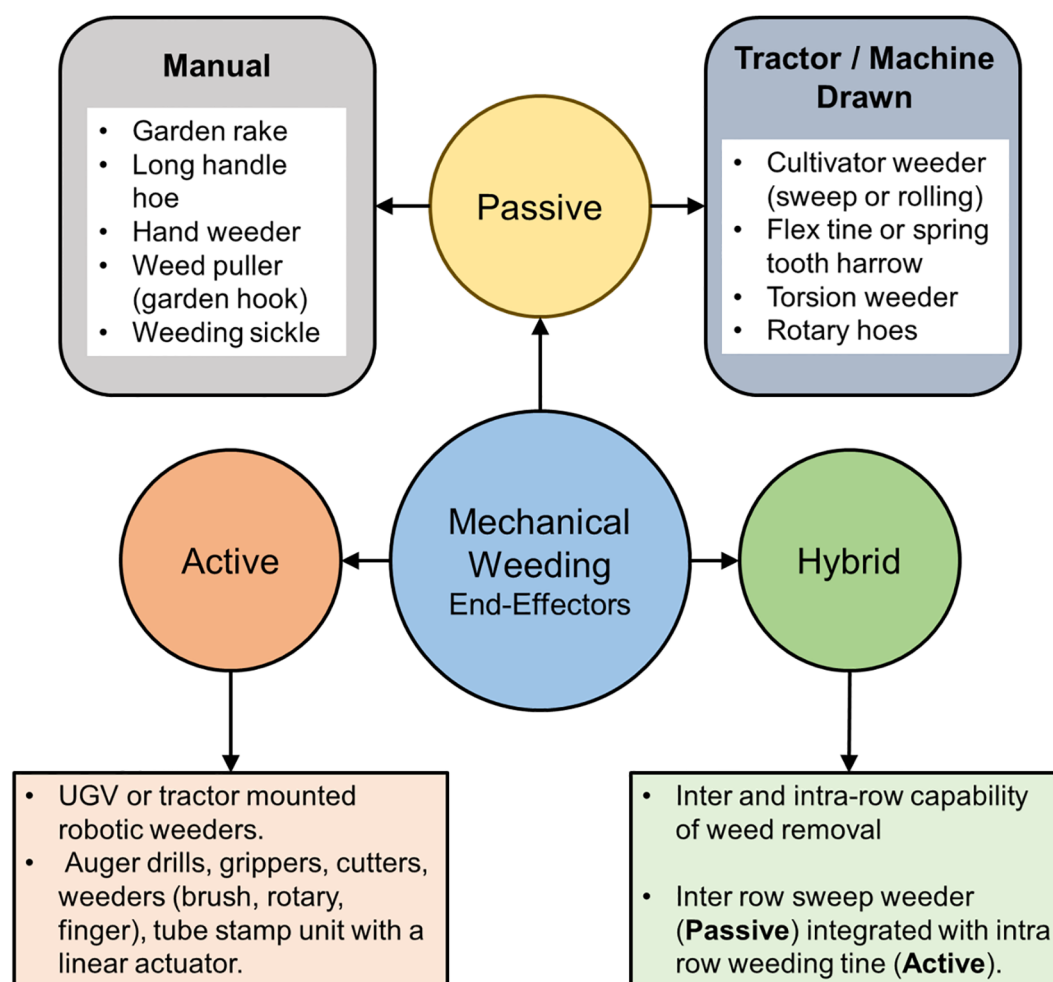 Manual
• Garden rake
• Long handle
hoe
• Hand weeder
• Weed puller
(garden hook)
• Weeding sickle
Passive
Tractor / Machine
Drawn
• Cultivator weeder
(sweep or rolling)
• Flex tine or spring
tooth harrow
• Torsion weeder
• Rotary hoes
Active
Mechanical
Weeding
End-Effectors
Hybrid
• UGV or tractor mounted
robotic weeders.
• Auger drills, grippers, cutters,
weeders (brush, rotary,
finger), tube stamp unit with a
linear actuator.
• Inter and intra-row capability
of weed removal
• Inter row sweep weeder
(Passive) integrated with intra
row weeding tine (Active).